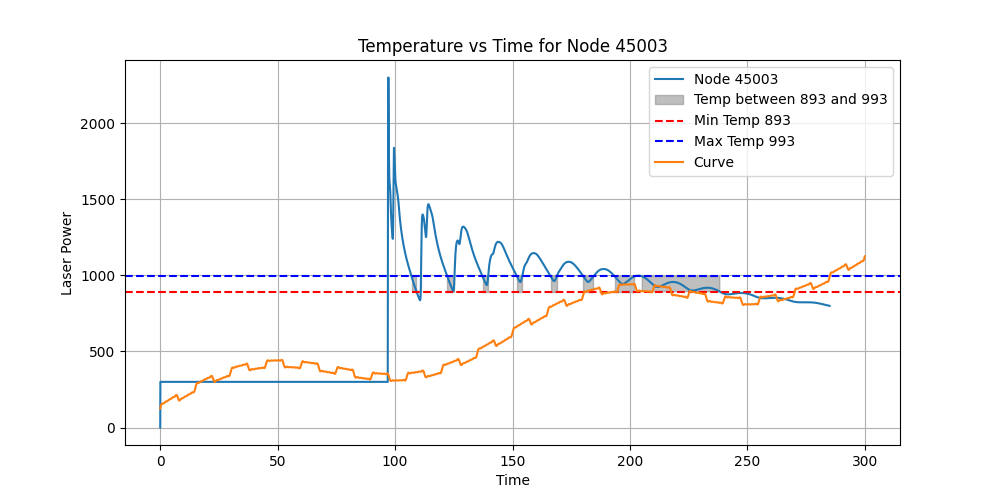 Temperature vs Time for Node 45003
Node 45003
Temp between 893 and 993
Min Temp 893
Max Temp 993
Curve
Laser Power
2000
1500
1000
500
0
0 50 100 150 200 250 300
Time